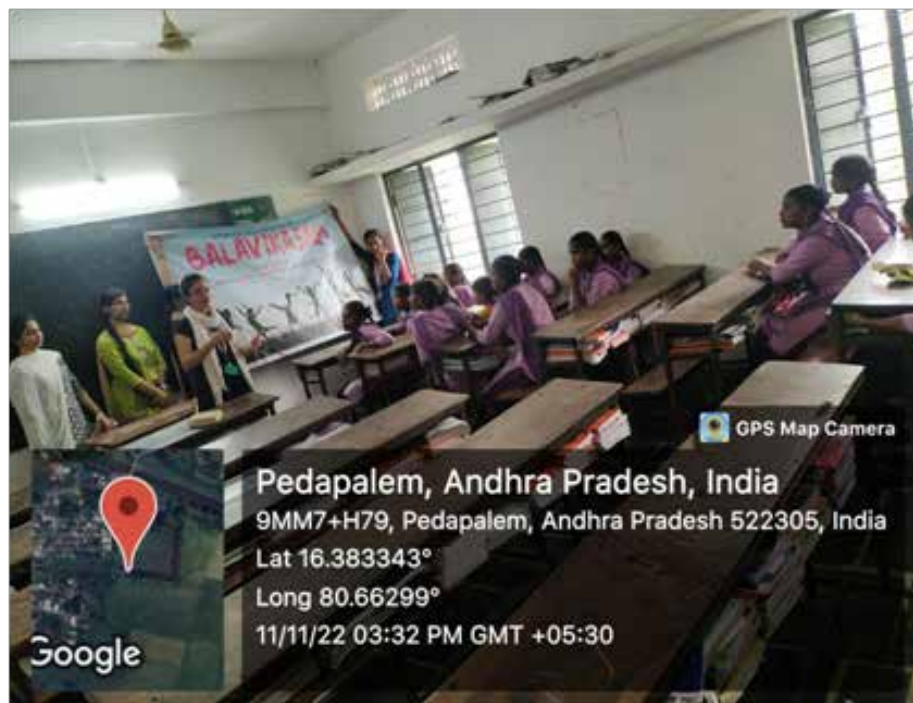 BALAVIKASA
GPS Map Camera
Pedapalem, Andhra Pradesh, India
9MM7+H79, Pedapalem, Andhra Pradesh 522305, India
Lat 16.383343°
Long 80.66299°
11/11/22 03:32 PM GMT +05:30
Google